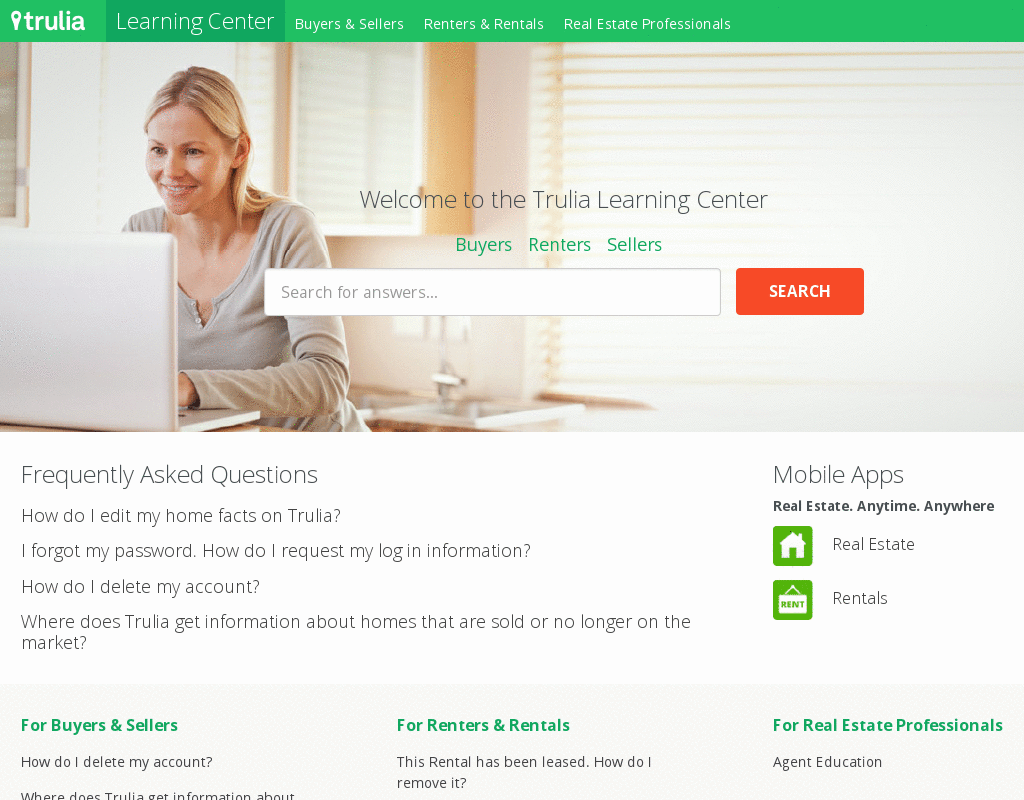 trulia
Learning Center
Buyers & Sellers
Renters & Rentals
Real Estate Professionals
Welcome to the Trulia Learning Center
Buyers Renters Sellers
Search for answers...
SEARCH
Frequently Asked Questions
How do I edit my home facts on Trulia?
I forgot my password. How do I request my log in information?
How do I delete my account?
Where does Trulia get information about homes that are sold or no longer on the
market?
Mobile Apps
Real Estate. Anytime. Anywhere
Real Estate
RENT
Rentals
For Buyers & Sellers
How do I delete my account?
Where does Trulia get information about
For Renters & Rentals
This Rental has been leased. How do I
remove it?
For Real Estate Professionals
Agent Education